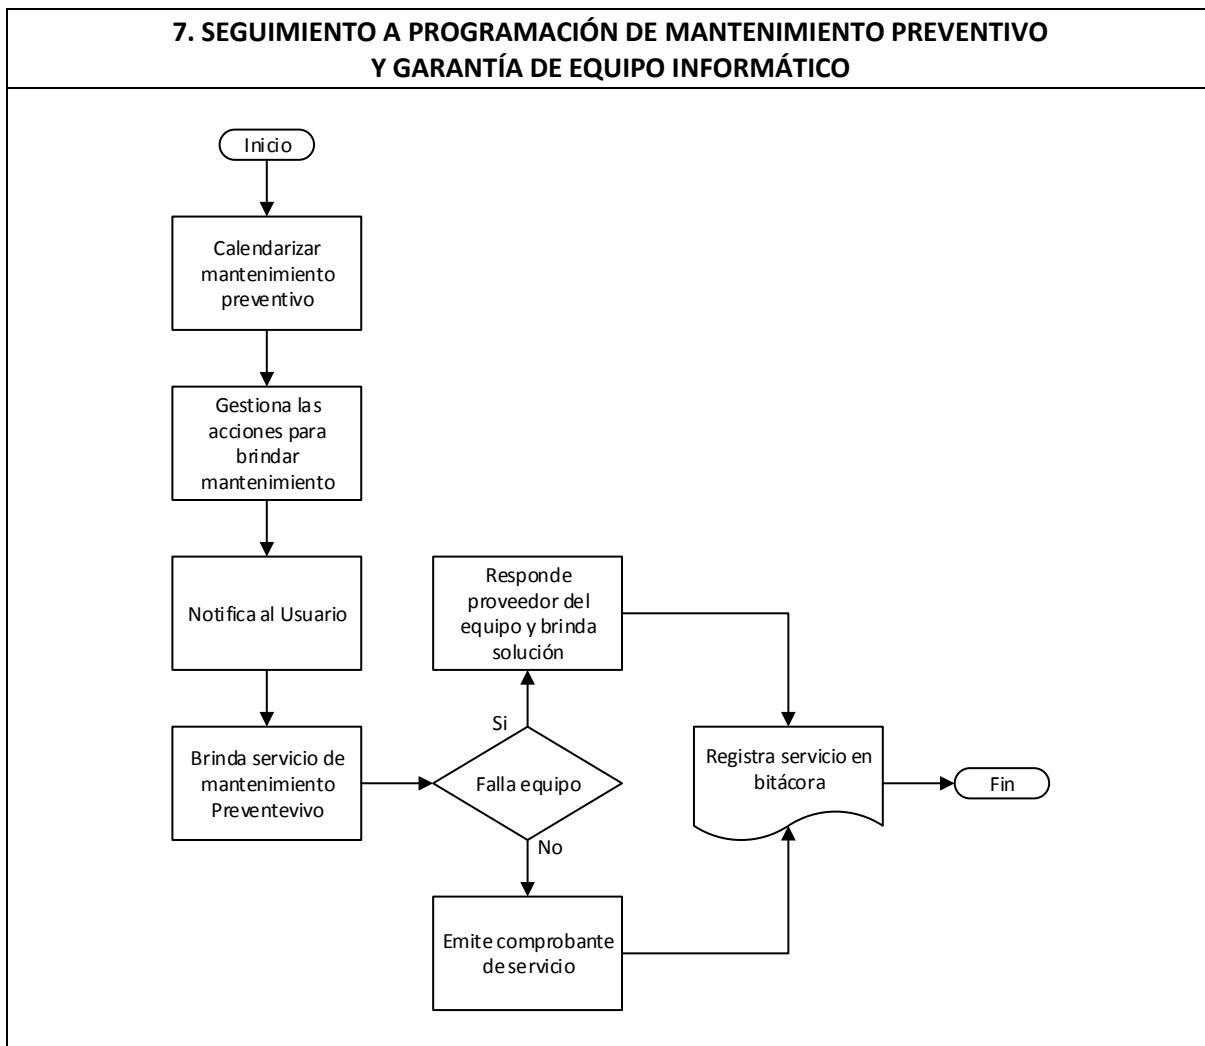 7. SEGUIMIENTO A PROGRAMACIÓN DE MANTENIMIENTO PREVENTIVO
Y GARANTÍA DE EQUIPO INFORMÁTICO
Inicio
Calendarizar
mantenimiento
preventivo
Gestiona las
acciones para
brindar
mantenimiento
Notifica al Usuario
Brinda servicio de
mantenimiento
Preventevivo
Responde
proveedor del
equipo y brinda
solución
Si
Falla equipo
No
Emite comprobante
de servicio
Registra servicio en
bitácora
Fin